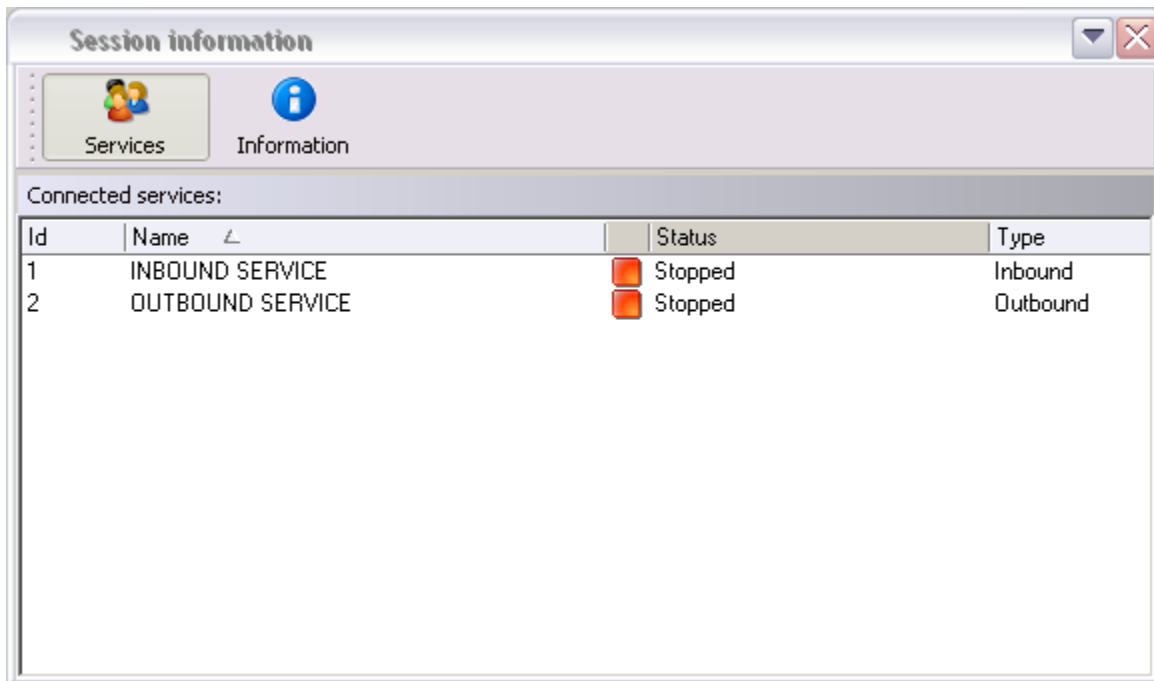 Session information
Services Information
Connected services:
Id Name Status Type
1 INBOUND SERVICE Stopped Inbound
2 OUTBOUND SERVICE Stopped Outbound